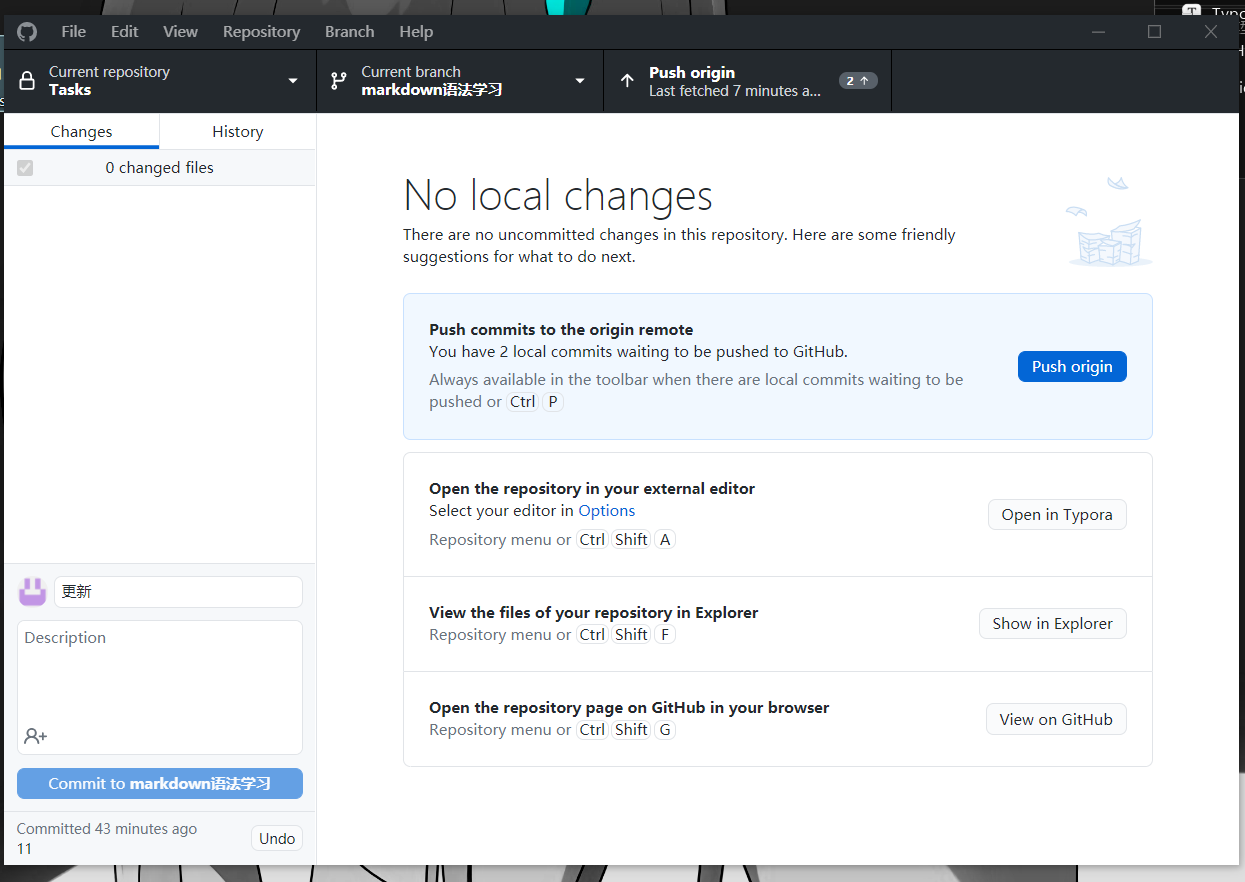 File Edit View Repository Branch Help
Current repository
Tasks
Current branch
markdown语法学习
Push origin
Last fetched 7 minutes a...
2
Changes
History
0 changed files
No local changes
There are no uncommitted changes in this repository. Here are some friendly
suggestions for what to do next.
Push commits to the origin remote
You have 2 local commits waiting to be pushed to GitHub.
Always available in the toolbar when there are local commits waiting to be
pushed or Ctrl P
Push origin
Open the repository in your external editor
Select your editor in Options
Repository menu or Ctrl Shift A
Open in Typora
View the files of your repository in Explorer
Repository menu or Ctrl Shift F
Show in Explorer
Open the repository page on GitHub in your browser
Repository menu or Ctrl Shift G
View on GitHub
更新
Description
Commit to markdown语法学习
Committed 43 minutes ago
11
Undo